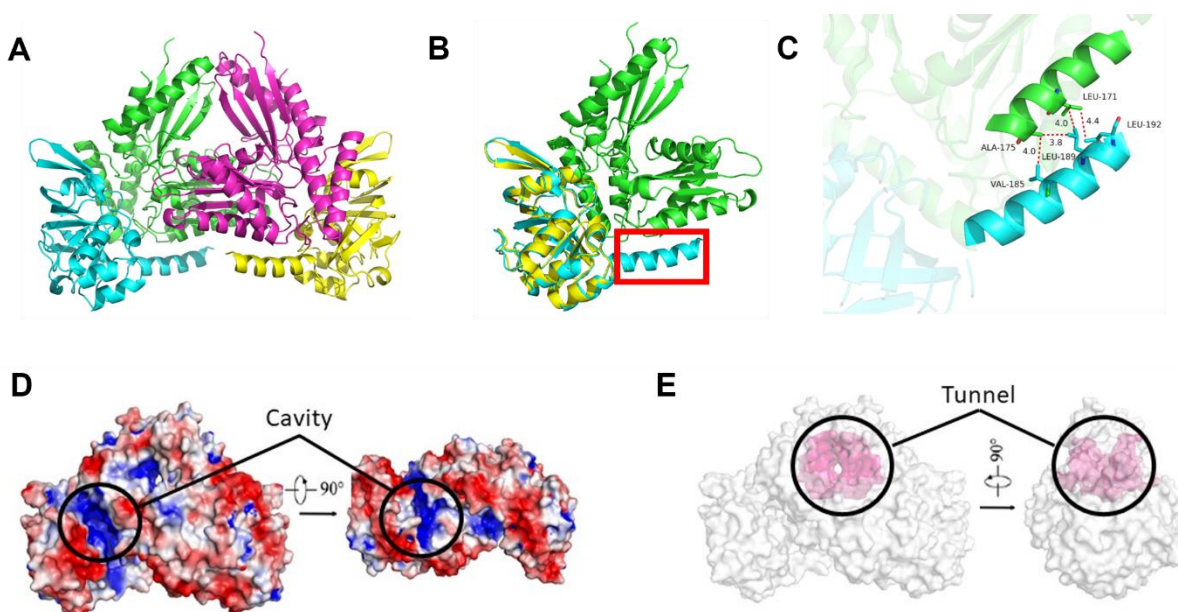 A
B
C
LEU-171
4.0
4.4
LEU-192
ALA-175
3.8
4.0
LEU-189
VAL-185
D
Cavity
90°
E
Tunnel
90°